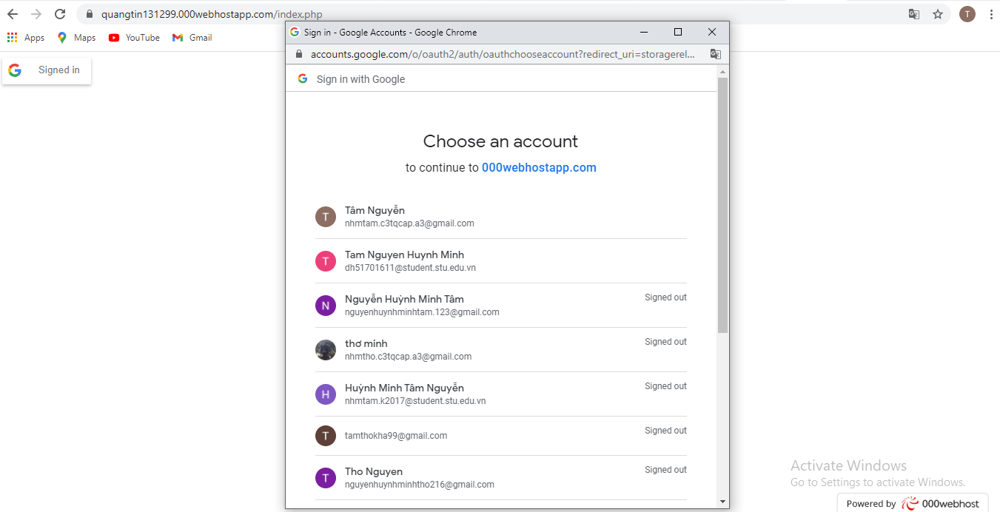 quangtin131299.000webhostapp.com/index.php
T
Apps
Maps
YouTube
Gmail
Signed in
Sign in - Google Accounts - Google Chrome
accounts.google.com/o/oauth2/auth/oauthchooseaccount?redirect_uri=storagerel...
Sign in with Google
Choose an account
to continue to 000webhostapp.com
T
Tâm Nguyễn
nhmtam.c3tqcap.a3@gmail.com
T
Tam Nguyen Huynh Minh
dh51701611@student.stu.edu.vn
N
Nguyễn Huỳnh Minh Tâm
Signed out
nguyenhuynhminhtam.123@gmail.com
thơ minh
Signed out
nhmtho.c3tqcap.a3@gmail.com
H
Huỳnh Minh Tâm Nguyễn
Signed out
nhmtam.k2017@student.stu.edu.vn
T
tamthokha99@gmail.com
Signed out
T
Tho Nguyen
Signed out
nguyenhuynhminhtho216@gmail.com
Activate Windows
Go to Settings to activate Windows.
Powered by 000webhost